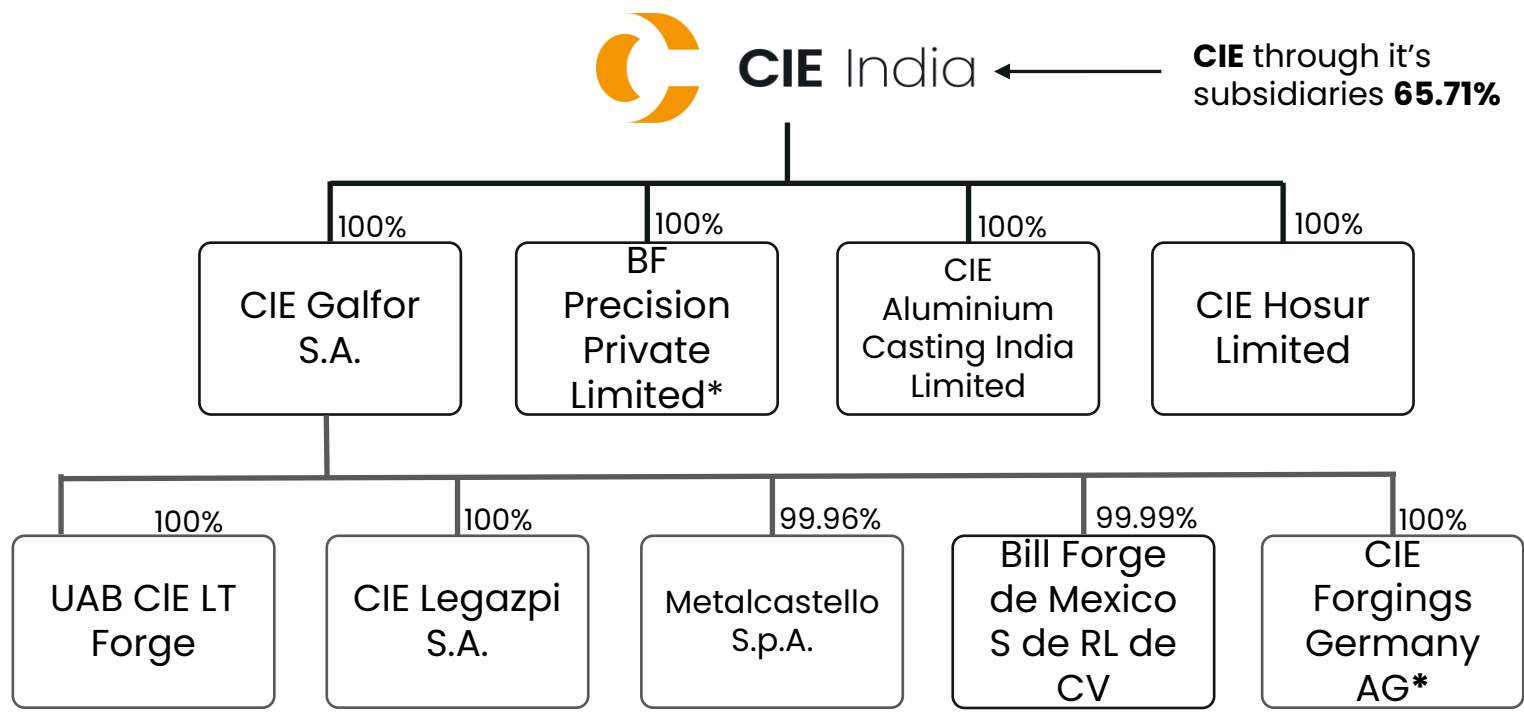 CIE India
CIE through it's
subsidiaries 65.71%
100%
100%
100%
100%
CIE Galfor
S.A.
BF
Precision
Private
Limited*
CIE
Aluminium
Casting India
Limited
CIE Hosur
Limited
100%
100%
99.96%
99.99%
100%
UAB ClE LT
Forge
CIE Legazpi
S.A.
Metalcastello
S.p.A.
Bill Forge
de Mexico
S de RL de
CV
CIE
Forgings
Germany
AG*